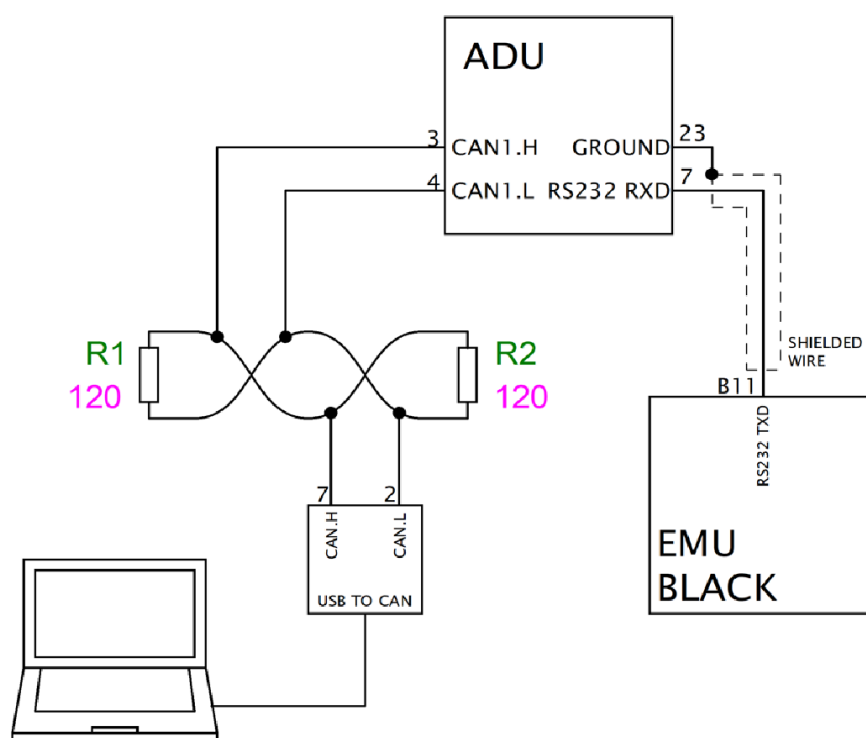 ADU
3 CAN1.H GROUND 23
4 CAN1.L RS232 RXD 7
R1
120
R2
120
SHIELDED
WIRE
B11
RS232 TXD
EMU
BLACK
7 2
CAN.H CAN.L
USB TO CAN